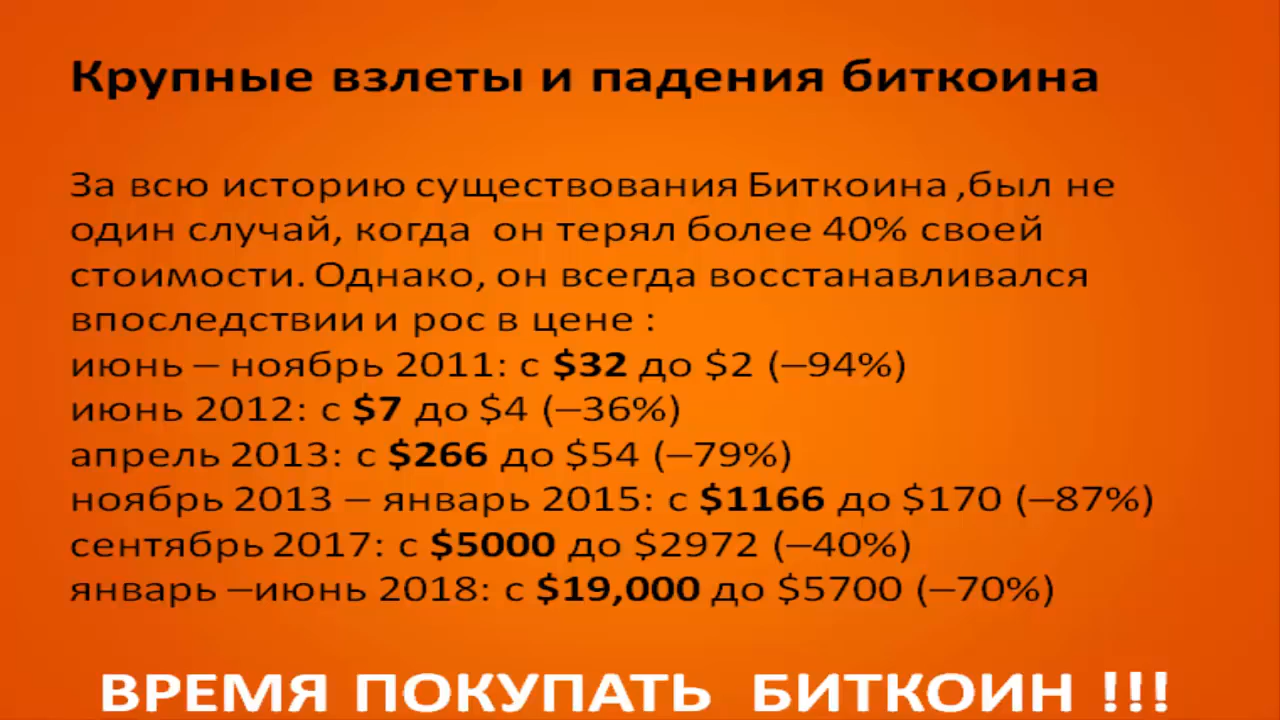 Крупные взлеты и падения биткоина
За всю историю существования Биткоина ,был не
один случай, когда он терял более 40% своей
стоимости. Однако, он всегда восстанавливался
впоследствии и рос в цене :
июнь – ноябрь 2011: с $32 до $2 (–94%)
июнь 2012: с $7 до $4 (–36%)
апрель 2013: с $266 до $54 (–79%)
ноябрь 2013 – январь 2015: с $1166 до $170 (–87%)
сентябрь 2017: с $5000 до $2972 (–40%)
январь –июнь 2018: с $19,000 до $5700 (–70%)
ВРЕМЯ ПОКУПАТЬ БИТКОИН !!!